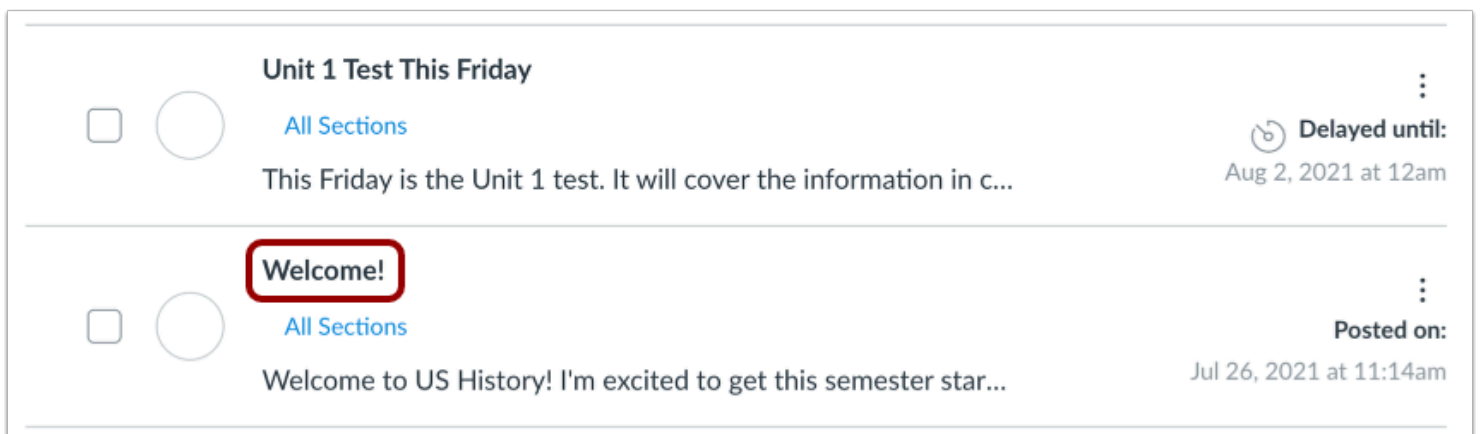 Unit 1 Test This Friday
All Sections
Delayed until:
This Friday is the Unit 1 test. It will cover the information in c...
Aug 2, 2021 at 12am
Welcome!
All Sections
Posted on:
Welcome to US History! I'm excited to get this semester star...
Jul 26, 2021 at 11:14am